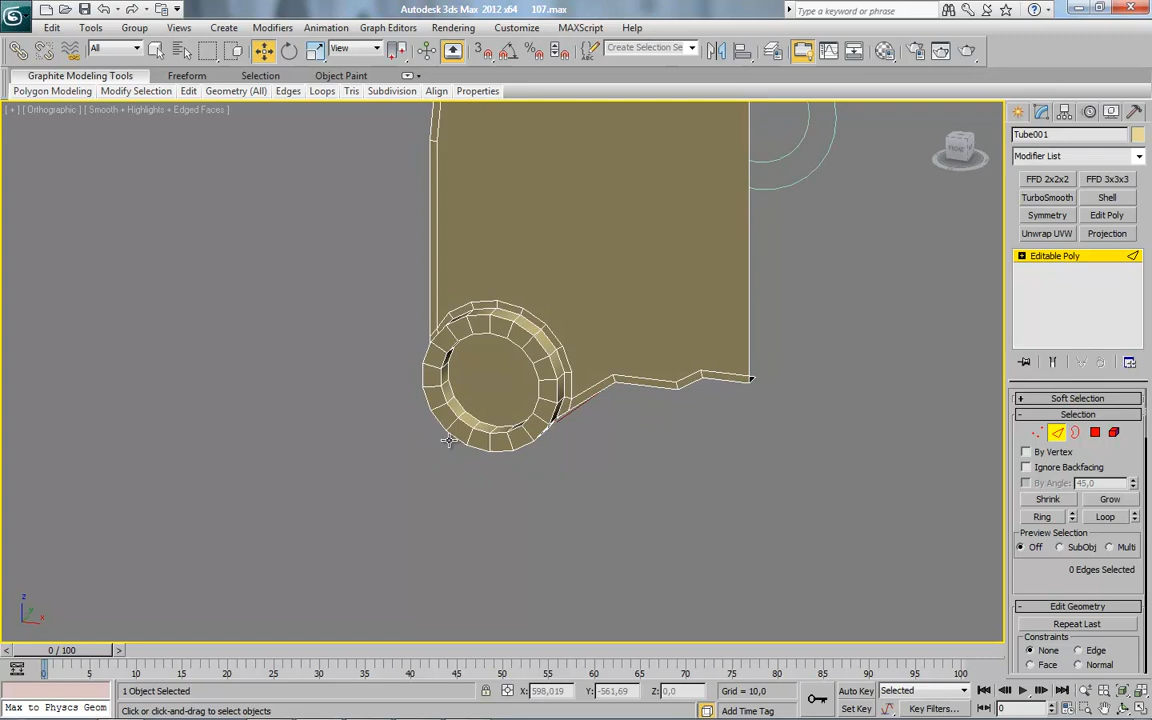 Autodesk 3ds Max 2012 x64    107.max
Type a keyword or phrase
Edit Tools Group Views Create Modifiers Animation Graph Editors Rendering Customize MAXScript Help
All View 3 Create Selection Se
Graphite Modeling Tools Freeform Selection Object Paint
Polygon Modeling Modify Selection Edit Geometry (All) Edges Loops Tris Subdivision Align Properties
[ + ] [ Orthographic ] [ Smooth + Highlights + Edged Faces ]
Tube001
Modifier List
FFD 2x2x2 FFD 3x3x3
TurboSmooth Shell
Symmetry Edit Poly
Unwrap UVW Projection
Editable Poly
+ Soft Selection
- Selection
By Vertex
Ignore Backfacing
By Angle: 45,0
Shrink Grow
Ring Loop
Preview Selection
Off SubObj Multi
0 Edges Selected
- Edit Geometry
Repeat Last
Constraints
None Edge
Face Normal
z
y
x
< 0 / 100 >
0 5 10 15 20 25 30 35 40 45 50 55 60 65 70 75 80 85 90 95 100
1 Object Selected X: 598,019 Y: -561,69 Z: 0,0 Grid = 10,0 Auto Key Selected
Max to Physcs Geom Click or click-and-drag to select objects Add Time Tag Set Key Key Filters... 0